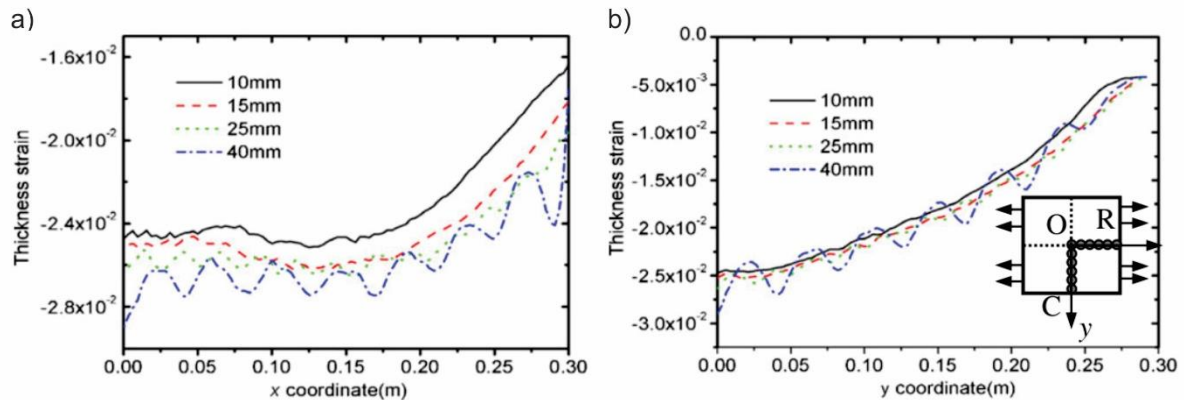 a)
-1.6x10⁻²
-2.0x10⁻²
-2.4x10⁻²
-2.8x10⁻²
Thickness strain
10mm
15mm
25mm
40mm
0.00 0.05 0.10 0.15 0.20 0.25 0.30
x coordinate(m)
b)
0.0
-5.0x10⁻³
-1.0x10⁻²
-1.5x10⁻²
-2.0x10⁻²
-2.5x10⁻²
-3.0x10⁻²
Thickness strain
10mm
15mm
25mm
40mm
O R
C
y
0.00 0.05 0.10 0.15 0.20 0.25 0.30
y coordinate(m)